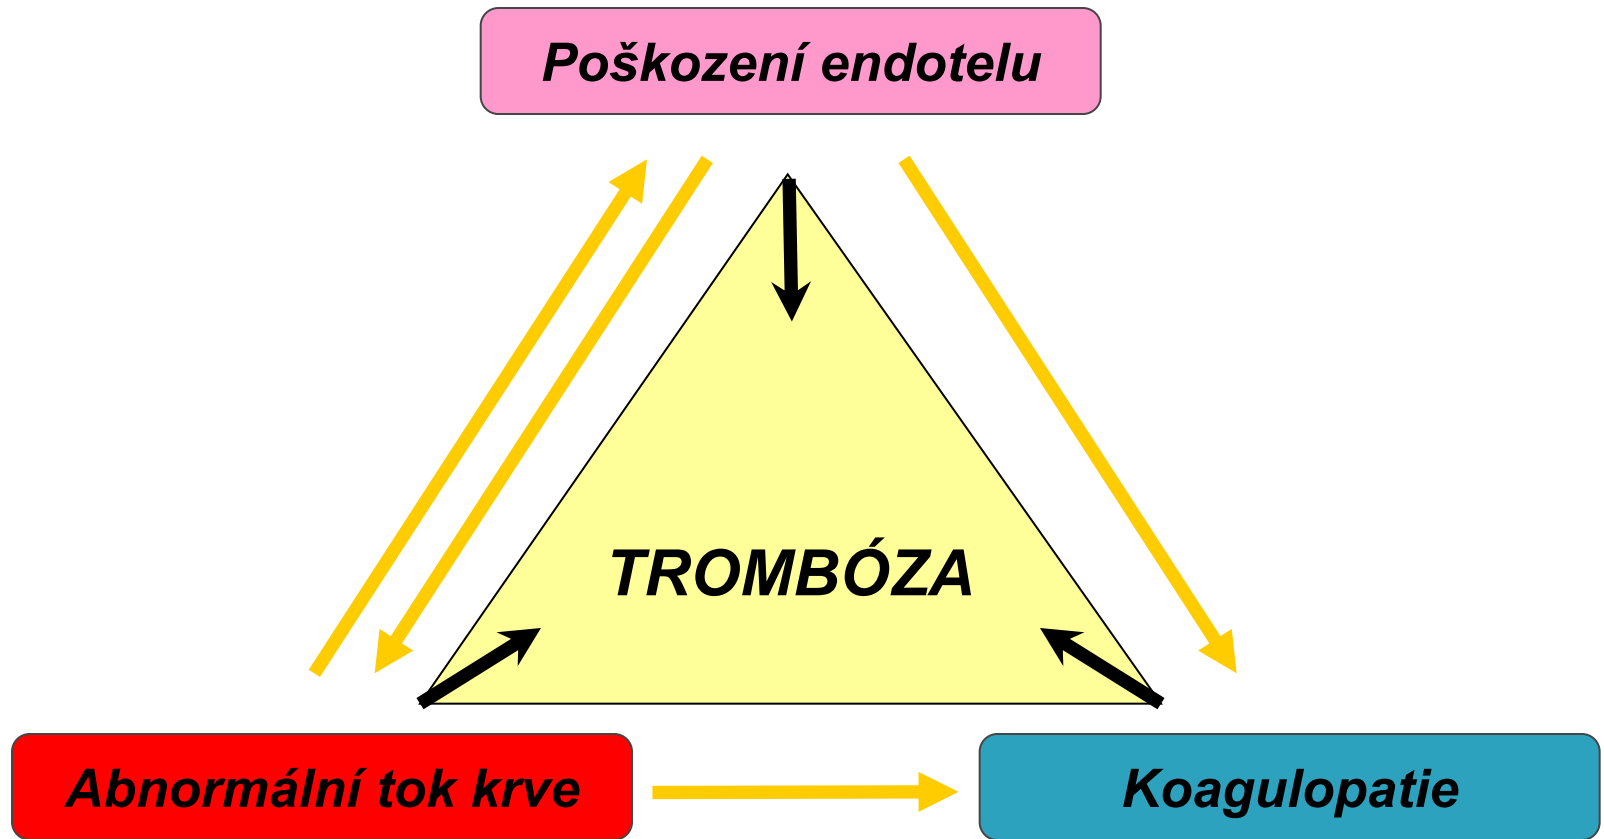 Poškození endotelu
TROMBÓZA
Abnormální tok krve
Koagulopatie